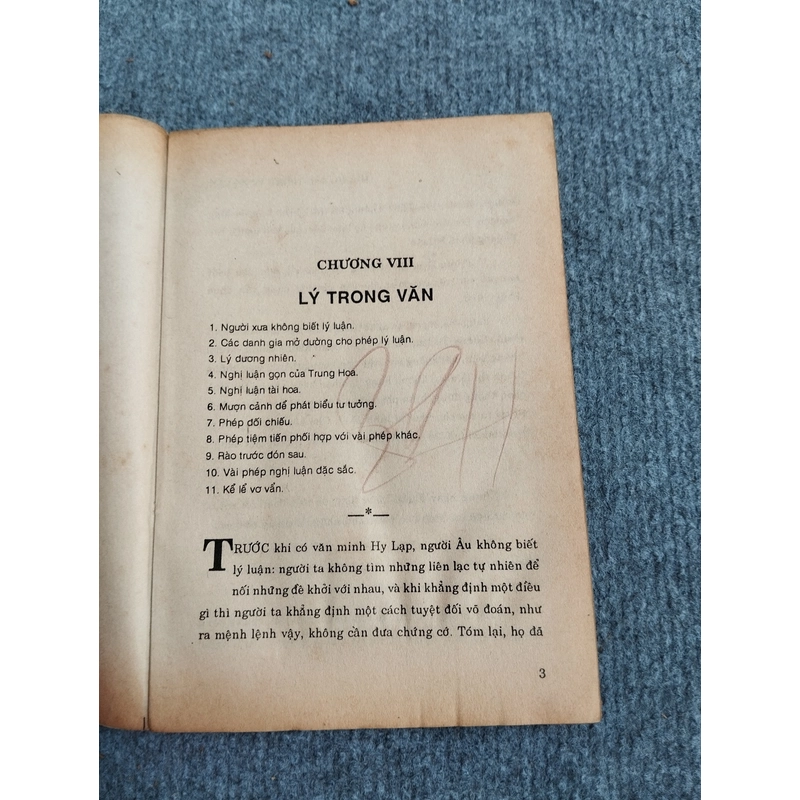 CHƯƠNG VIII
LÝ TRONG VĂN
1. Người xưa không biết lý luận.
2. Các danh gia mở đường cho phép lý luận.
3. Lý đương nhiên.
4. Nghị luận gọn của Trung Hoa.
5. Nghị luận tài hoa.
6. Mượn cảnh để phát biểu tư tưởng.
7. Phép đối chiếu.
8. Phép tiệm tiến phối hợp với vài phép khác.
9. Rào trước đón sau.
10. Vài phép nghị luận đặc sắc.
11. Kể lể vơ vẩn.
—*—
TRƯỚC khi có văn minh Hy Lạp, người Âu không biết
lý luận: người ta không tìm những liên lạc tự nhiên để
nối những đề khởi với nhau, và khi khẳng định một điều
gì thì người ta khẳng định một cách tuyệt đối võ đoán, như
ra mệnh lệnh vậy, không cần đưa chứng cớ. Tóm lại, họ đã
3